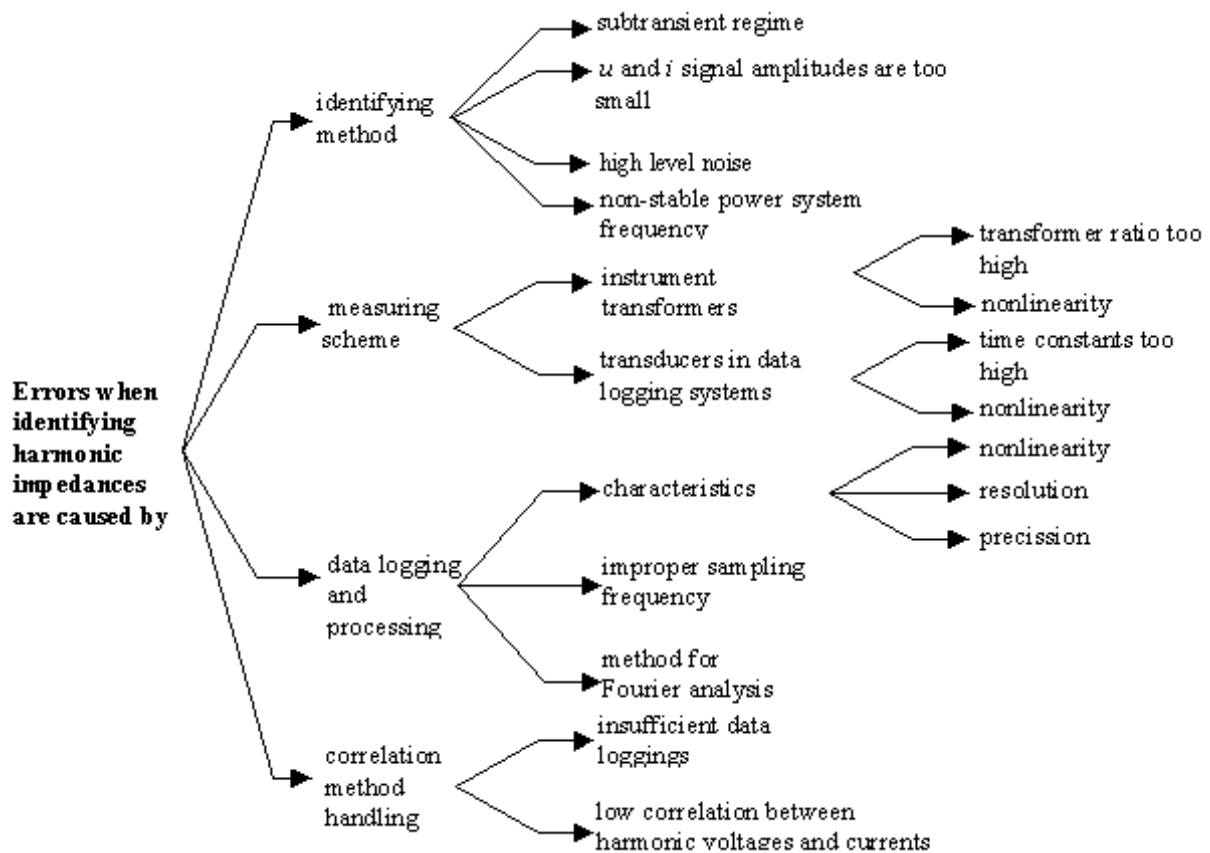 Errors when
identifying
harmonic
impedances
are caused by
identifying
method
subtransient regime
u and i signal amplitudes are too
small
high level noise
non-stable power system
frequency
measuring
scheme
instrument
transformers
transformer ratio too
high
nonlinearity
transducers in data
logging systems
time constants too
high
nonlinearity
data logging
and
processing
characteristics
nonlinearity
resolution
precission
improper sampling
frequency
method for
Fourier analysis
correlation
method
handling
insufficient data
loggings
low correlation between
harmonic voltages and currents